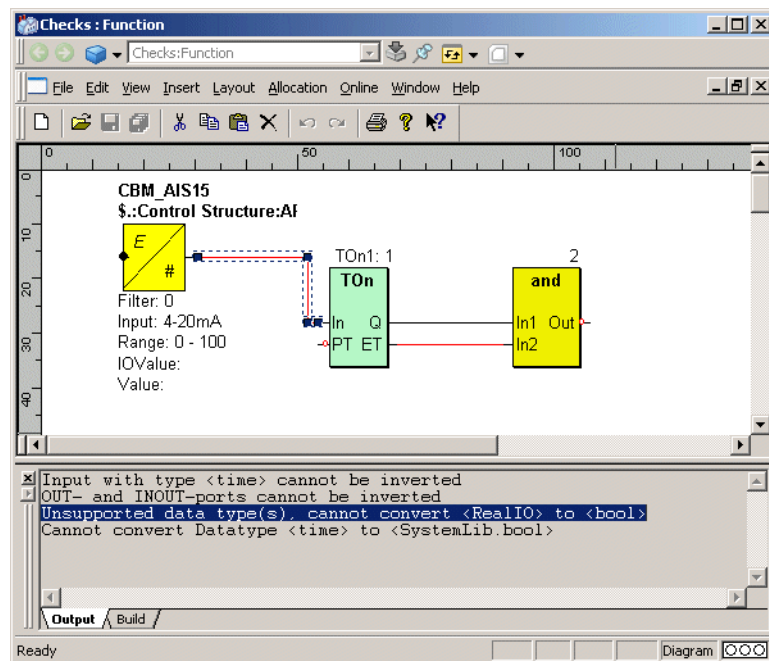 Checks : Function
Checks:Function
File Edit View Insert Layout Allocation Online Window Help
0 50 100
0
10
20
30
40
CBM_AIS15
$.:Control Structure:AF
E
#
Filter: 0
Input: 4-20mA
Range: 0 - 100
IOValue:
Value:
TOn1: 1
TOn
In Q
PT ET
2
and
In1 Out
In2
Input with type <time> cannot be inverted
OUT- and INOUT-ports cannot be inverted
Unsupported data type(s), cannot convert <RealIO> to <bool>
Cannot convert Datatype <time> to <SystemLib.bool>
Output Build
Ready Diagram